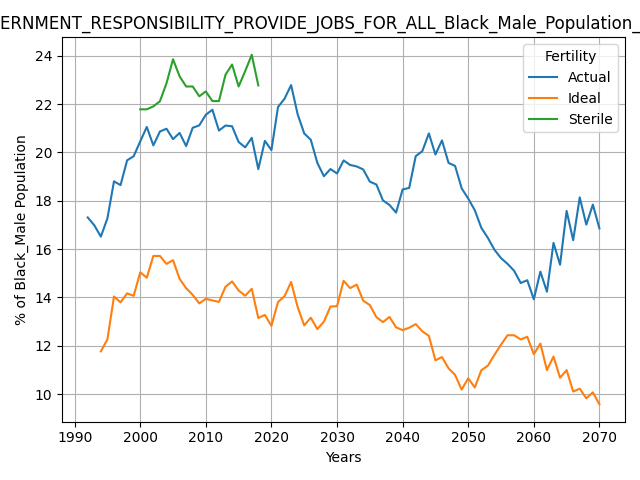 ERNMENT_RESPONSIBILITY_PROVIDE_JOBS_FOR_ALL_Black_Male_Population_
Fertility
Actual
Ideal
Sterile
% of Black_Male Population
24
22
20
18
16
14
12
10
1990 2000 2010 2020 2030 2040 2050 2060 2070
Years